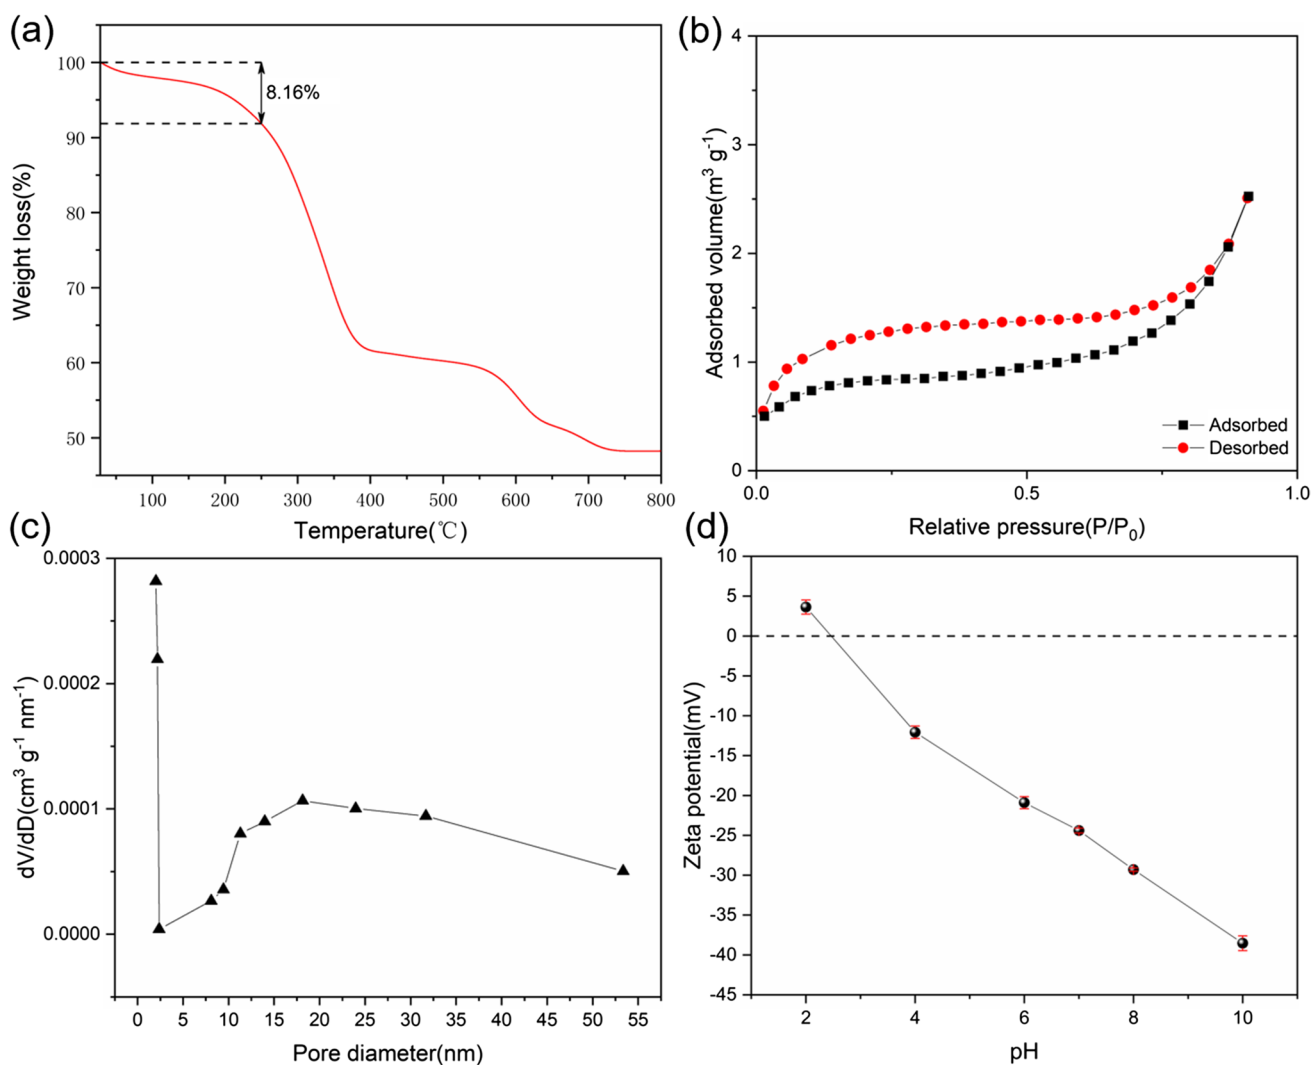 (a)
100
90
80
70
60
50
8.16%
Weight loss(%)
100 200 300 400 500 600 700 800
Temperature(℃)
(b)
4
3
2
1
0
Adsorbed volume(m³ g⁻¹)
Adsorbed
Desorbed
0.0 0.5 1.0
Relative pressure(P/P₀)
(c)
0.0003
0.0002
0.0001
0.0000
dV/dD(cm³ g⁻¹ nm⁻¹)
0 5 10 15 20 25 30 35 40 45 50 55
Pore diameter(nm)
(d)
10
5
0
-5
-10
-15
-20
-25
-30
-35
-40
-45
Zeta potential(mV)
2 4 6 8 10
pH